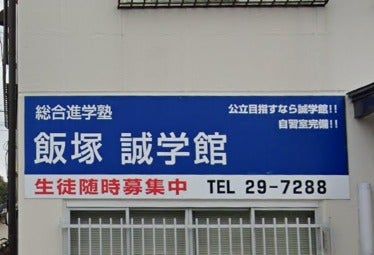 総合進学塾
公立目指すなら誠学館!!
自習室完備!!
飯塚 誠学館
生徒随時募集中 TEL 29-7288